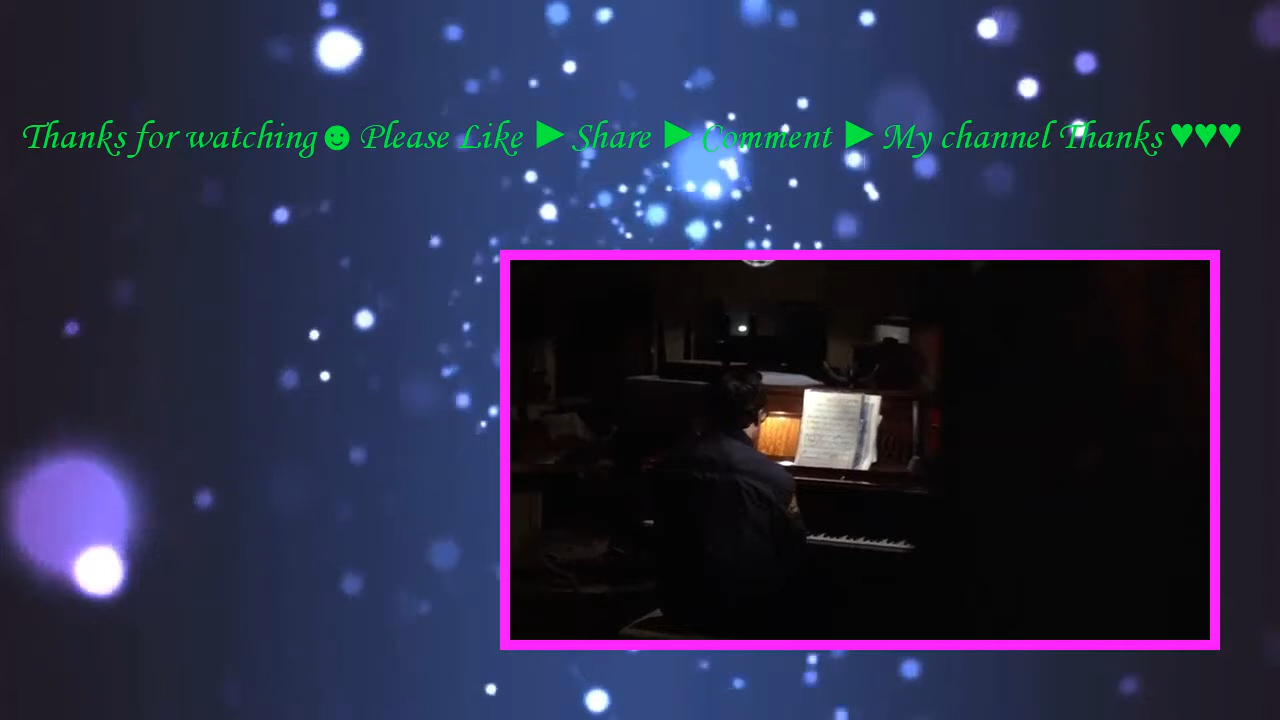 Thanks for watching☻Please Like ► Share ► Comment ► My channel Thanks♥♥♥